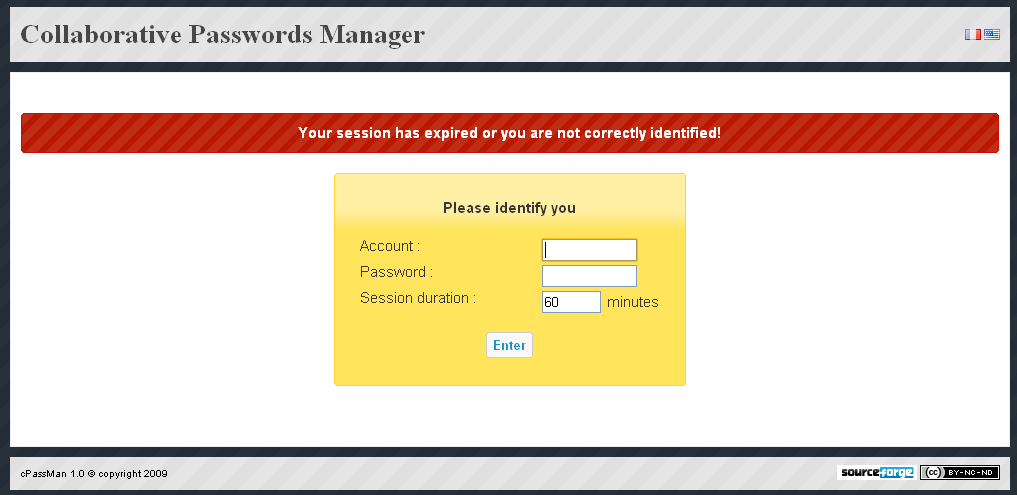 Collaborative Passwords Manager
Your session has expired or you are not correctly identified!
Please identify you
Account :
Password :
Session duration : 60 minutes
Enter
cPassMan 1.0 © copyright 2009
sourceforge
cc BY-NC-ND